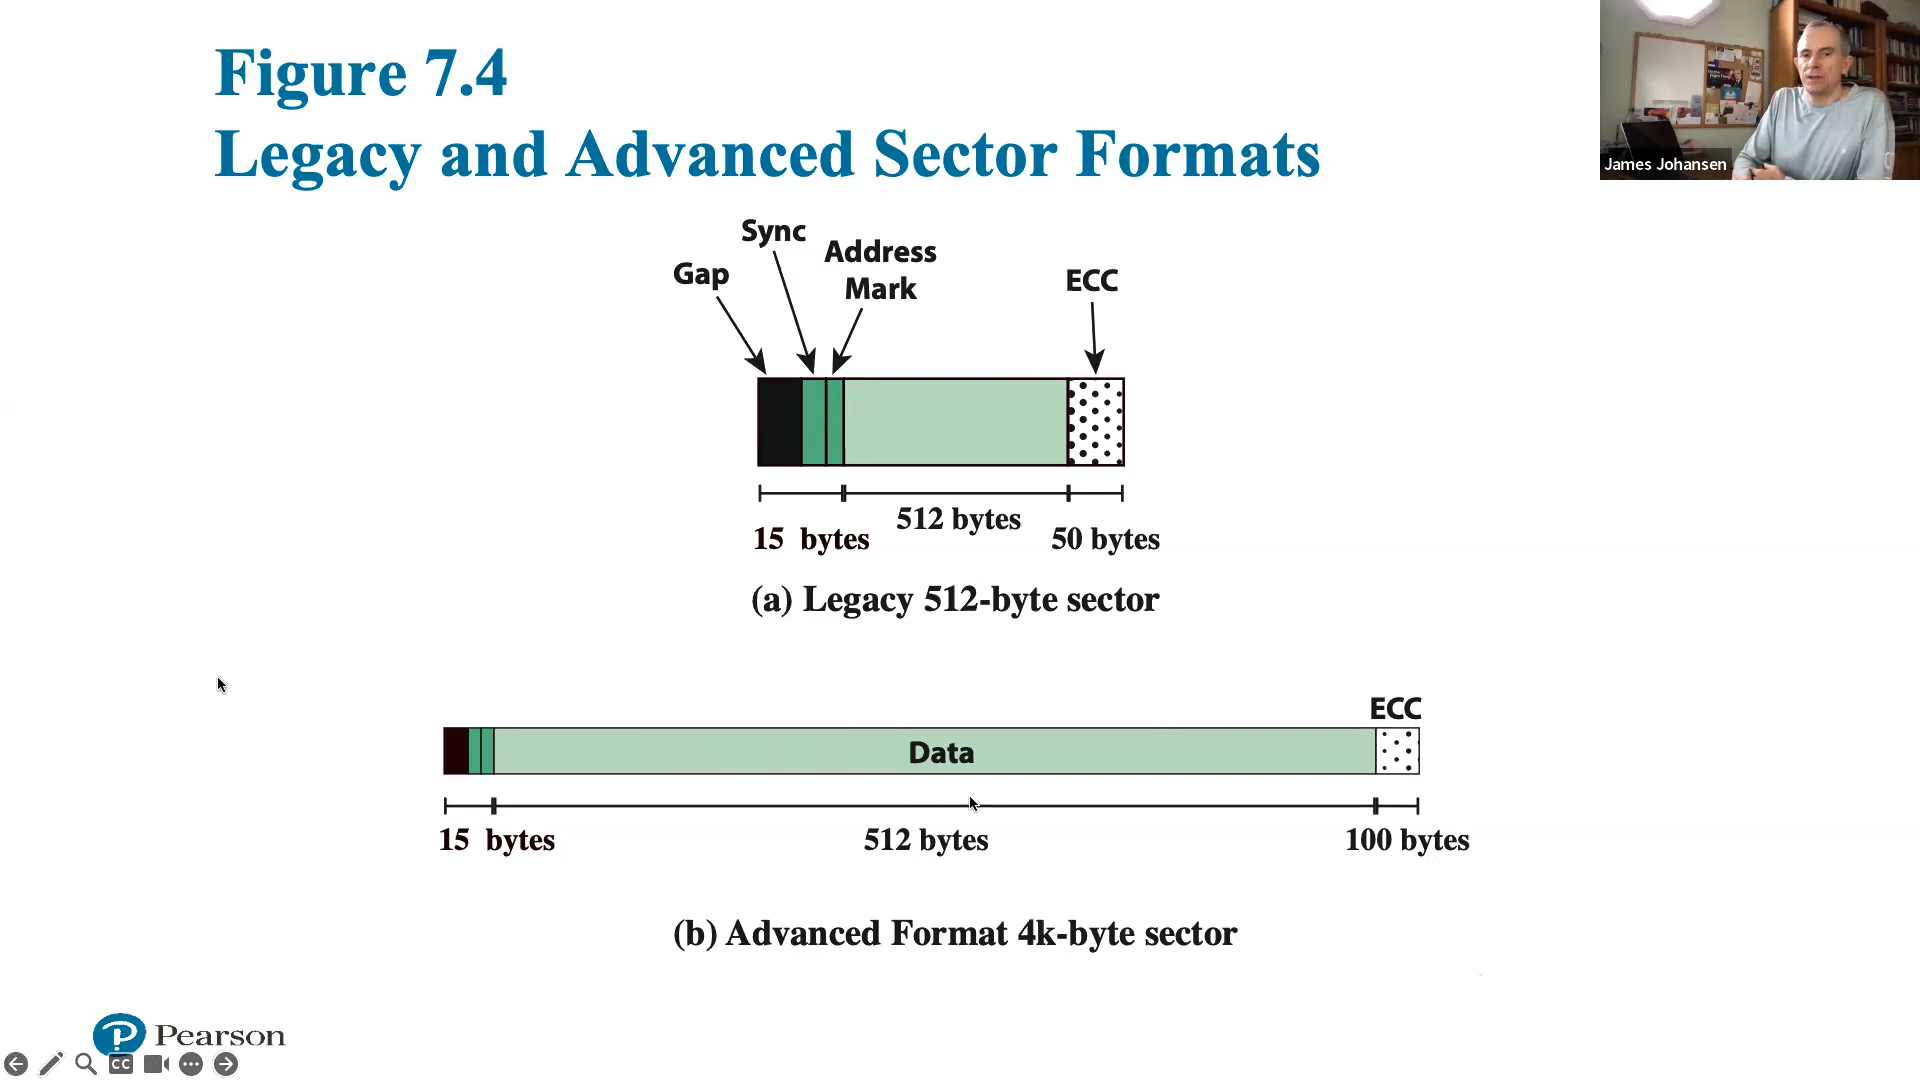 Figure 7.4
Legacy and Advanced Sector Formats
James Johansen
Sync
Address
Mark
Gap
ECC
512 bytes
15 bytes
50 bytes
(a) Legacy 512-byte sector
ECC
Data
15 bytes
512 bytes
100 bytes
(b) Advanced Format 4k-byte sector
P Pearson
CC